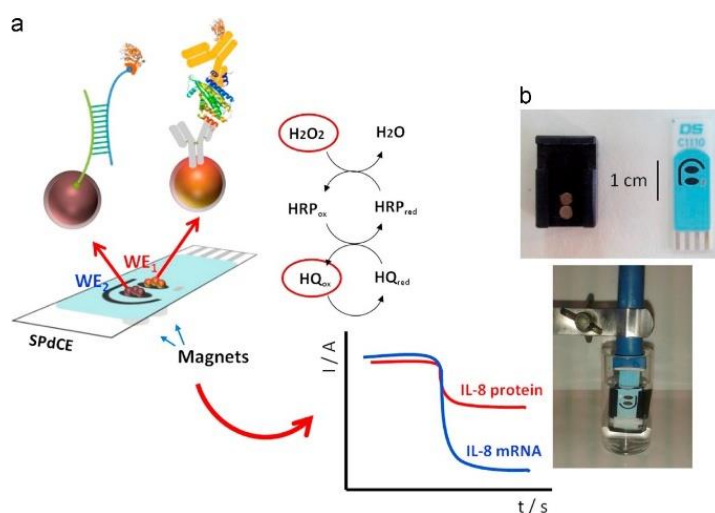 a
b
H2O2
H2O
HRPox
HRPred
HQox
HQred
WE1
WE2
SPdCE
Magnets
I / A
IL-8 protein
IL-8 mRNA
t / s
1 cm
DS
C1110